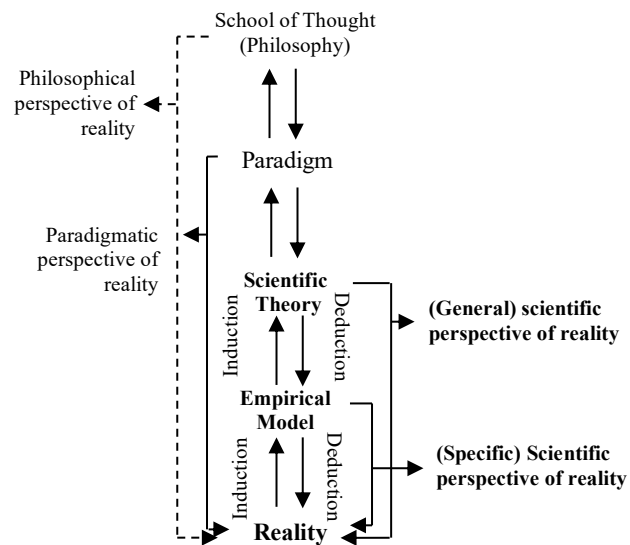 School of Thought
(Philosophy)
Philosophical
perspective of
reality
Paradigm
Paradigmatic
perspective of
reality
Scientific
Theory
Induction
Deduction
(General) scientific
perspective of reality
Empirical
Model
Induction
Deduction
(Specific) Scientific
perspective of reality
Reality